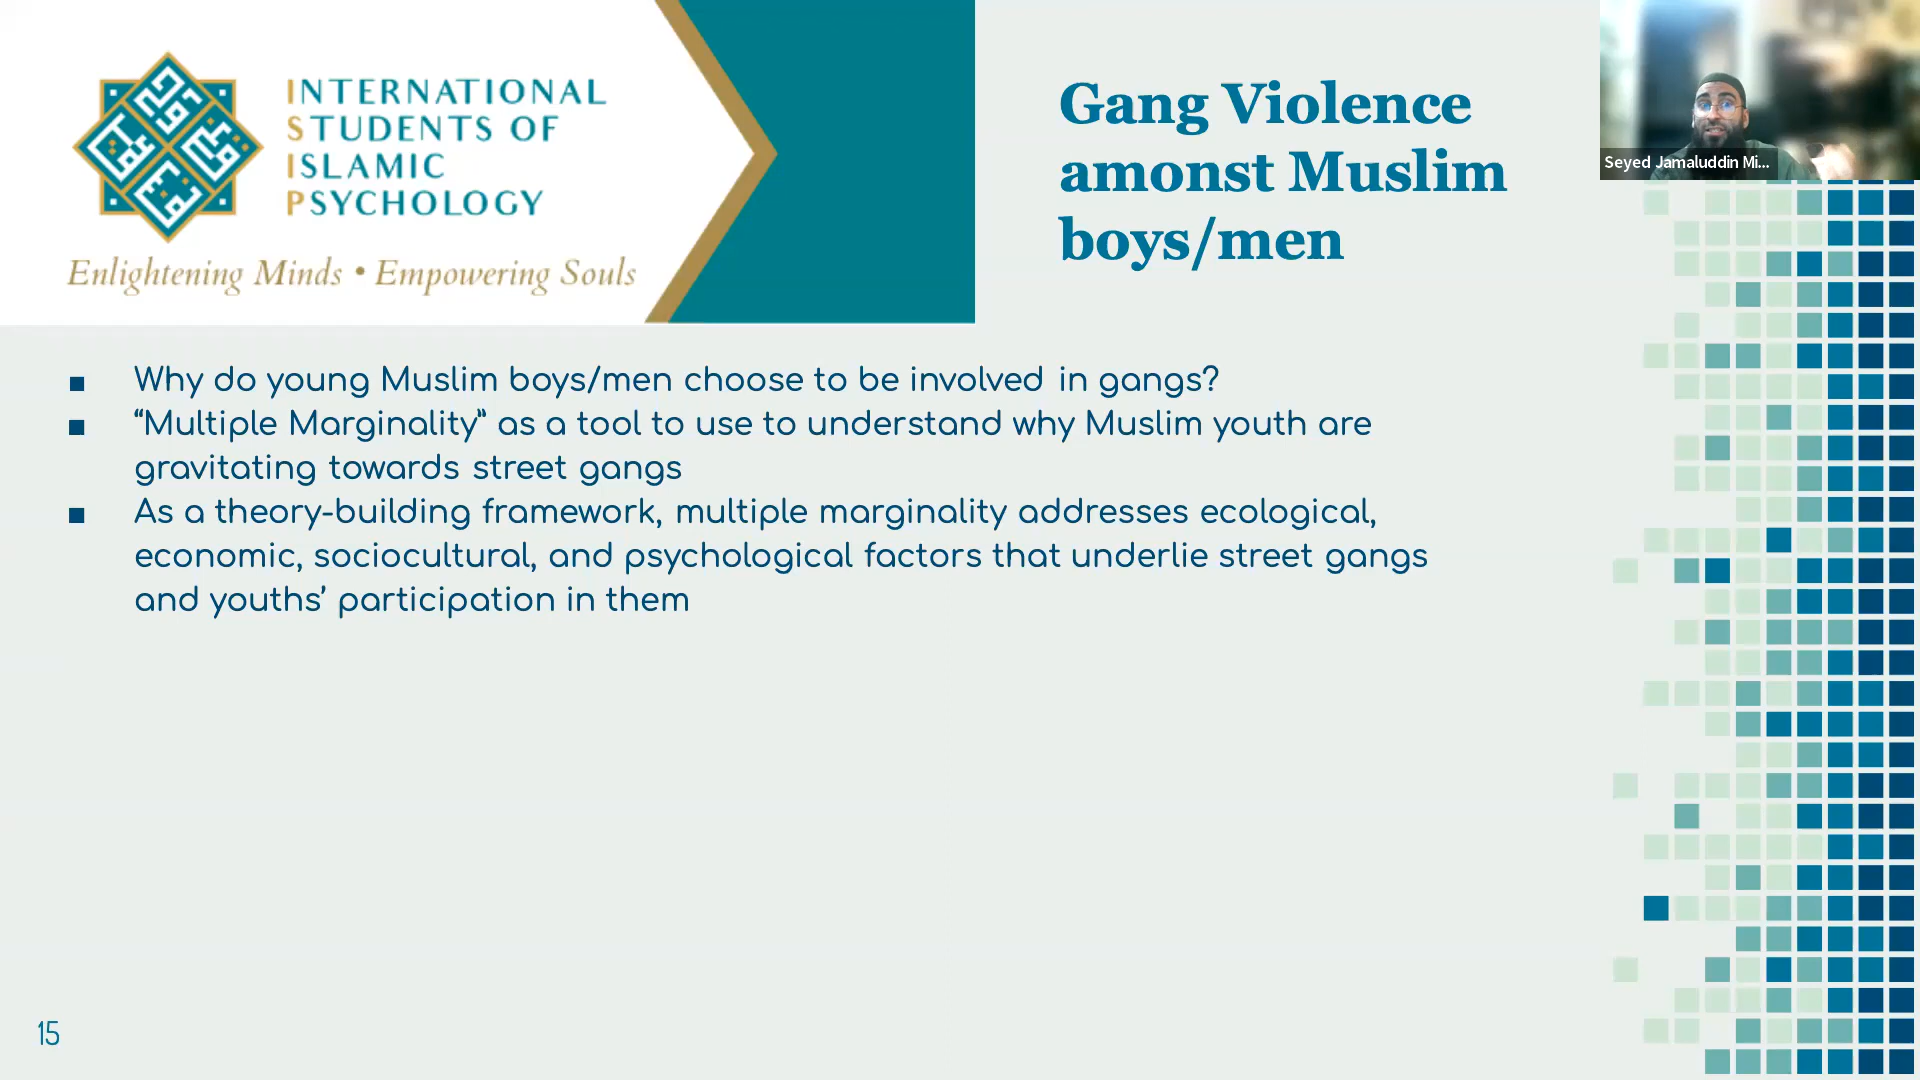 INTERNATIONAL
STUDENTS OF
ISLAMIC
PSYCHOLOGY
Enlightening Minds • Empowering Souls
Gang Violence
amonst Muslim
boys/men
Seyed Jamaluddin Mi...
■ Why do young Muslim boys/men choose to be involved in gangs?
■ “Multiple Marginality” as a tool to use to understand why Muslim youth are
gravitating towards street gangs
■ As a theory-building framework, multiple marginality addresses ecological,
economic, sociocultural, and psychological factors that underlie street gangs
and youths’ participation in them
15